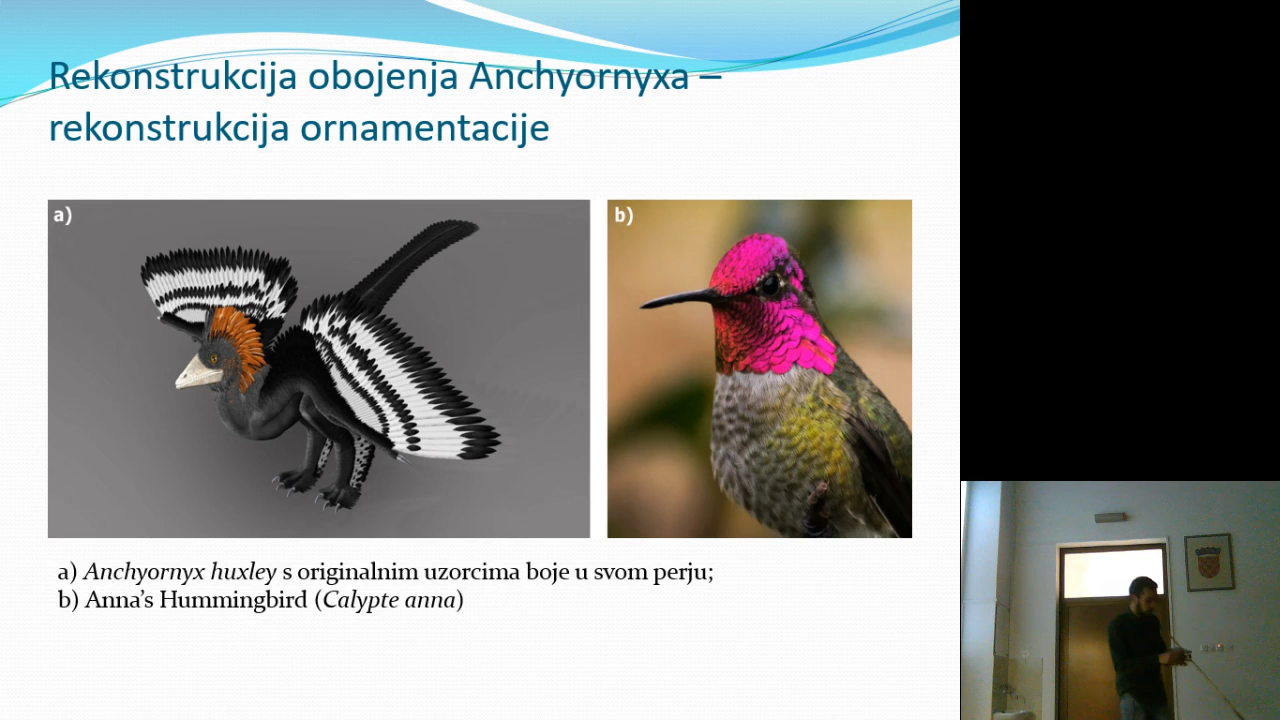 Rekonstrukcija obojenja Anchyornyxa –
rekonstrukcija ornamentacije
a)
b)
a) Anchyornyx huxley s originalnim uzorcima boje u svom perju;
b) Anna’s Hummingbird (Calypte anna)